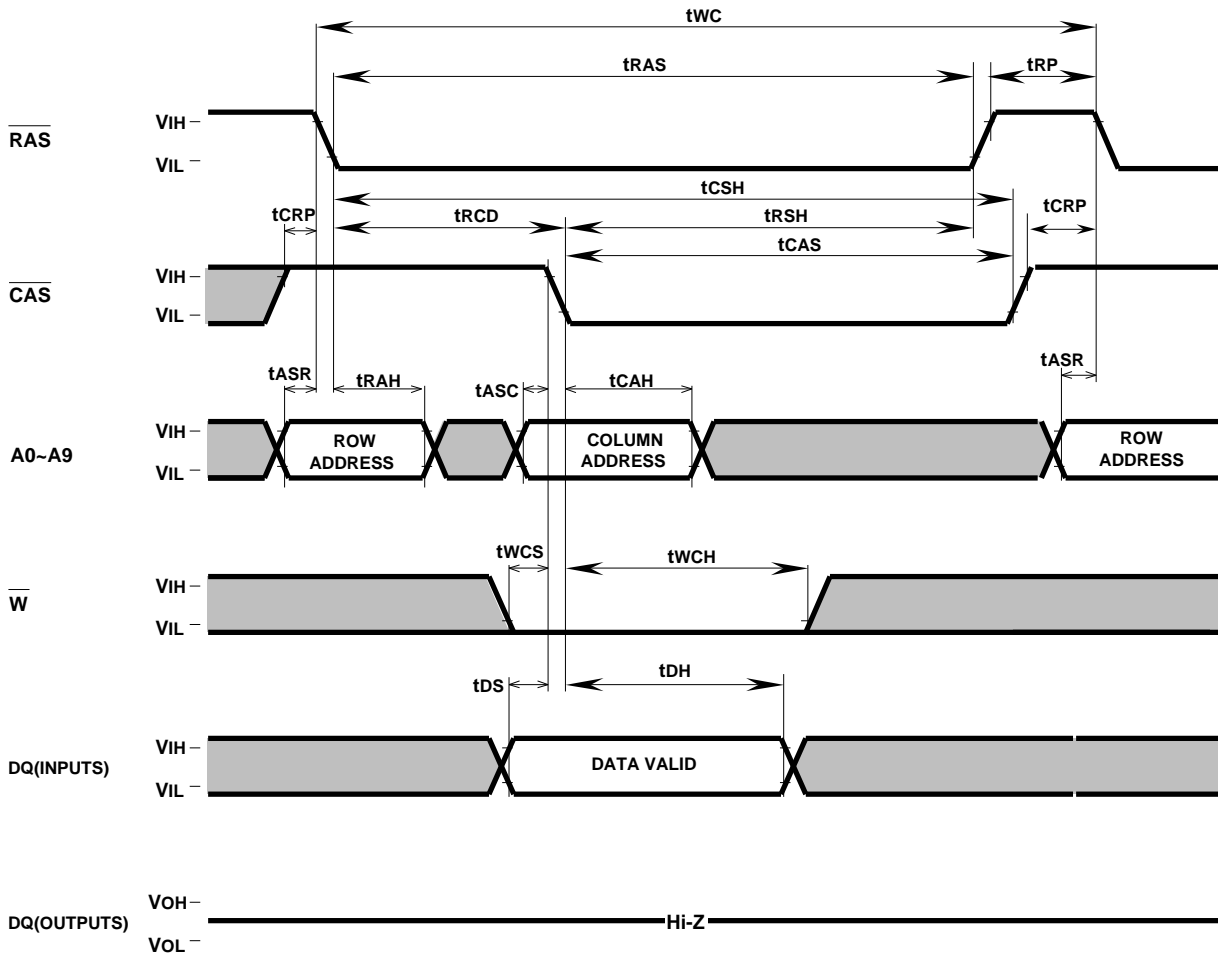 tWC
tRAS
tRP
RAS
VIH
VIL
tCSH
tCRP
tRCD
tRSH
tCRP
tCAS
CAS
VIH
VIL
tASR
tRAH
tASC
tCAH
tASR
A0~A9
VIH
VIL
ROW
ADDRESS
COLUMN
ADDRESS
ROW
ADDRESS
tWCS
tWCH
W
VIH
VIL
tDS
tDH
DQ(INPUTS)
VIH
VIL
DATA VALID
DQ(OUTPUTS)
VOH
VOL
Hi-Z